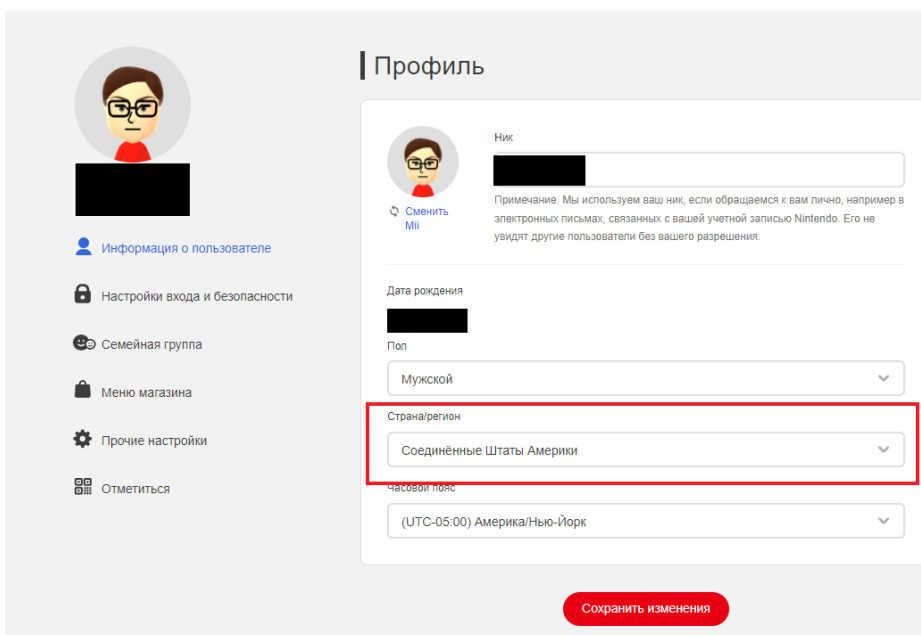 Профиль
Ник
Примечание. Мы используем ваш ник, если обращаемся к вам лично, например в
электронных письмах, связанных с вашей учетной записью Nintendo. Его не
увидят другие пользователи без вашего разрешения.
Сменить
Mii
Информация о пользователе
Настройки входа и безопасности
Семейная группа
Меню магазина
Прочие настройки
Отметиться
Дата рождения
Пол
Мужской
Страна/регион
Соединённые Штаты Америки
Часовой пояс
(UTC-05:00) Америка/Нью-Йорк
Сохранить изменения